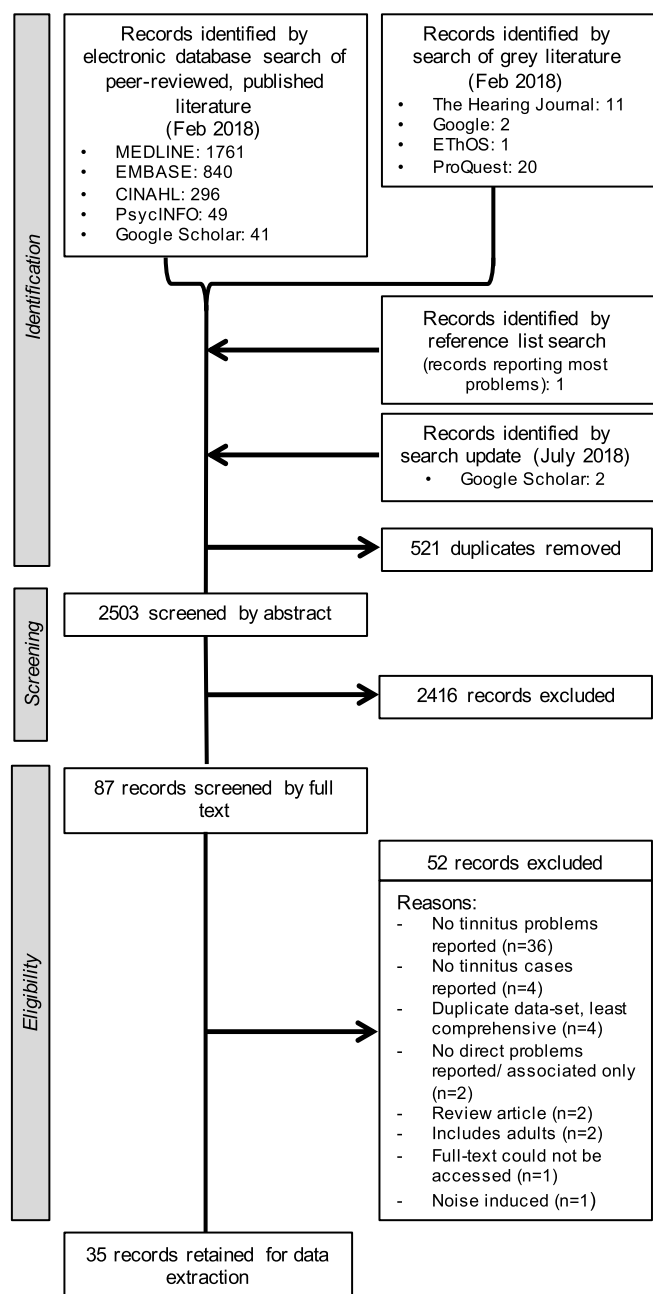 Records identified by
electronic database search of
peer-reviewed, published
literature
(Feb 2018)
• MEDLINE: 1761
• EMBASE: 840
• CINAHL: 296
• PsycINFO: 49
• Google Scholar: 41
Records identified by
search of grey literature
(Feb 2018)
• The Hearing Journal: 11
• Google: 2
• EThOS: 1
• ProQuest: 20
Identification
Records identified by
reference list search
(records reporting most
problems): 1
Records identified by
search update (July 2018)
• Google Scholar: 2
521 duplicates removed
2503 screened by abstract
Screening
2416 records excluded
87 records screened by full
text
Eligibility
52 records excluded
Reasons:
- No tinnitus problems
reported (n=36)
- No tinnitus cases
reported (n=4)
- Duplicate data-set, least
comprehensive (n=4)
- No direct problems
reported/ associated only
(n=2)
- Review article (n=2)
- Includes adults (n=2)
- Full-text could not be
accessed (n=1)
- Noise induced (n=1)
35 records retained for data
extraction